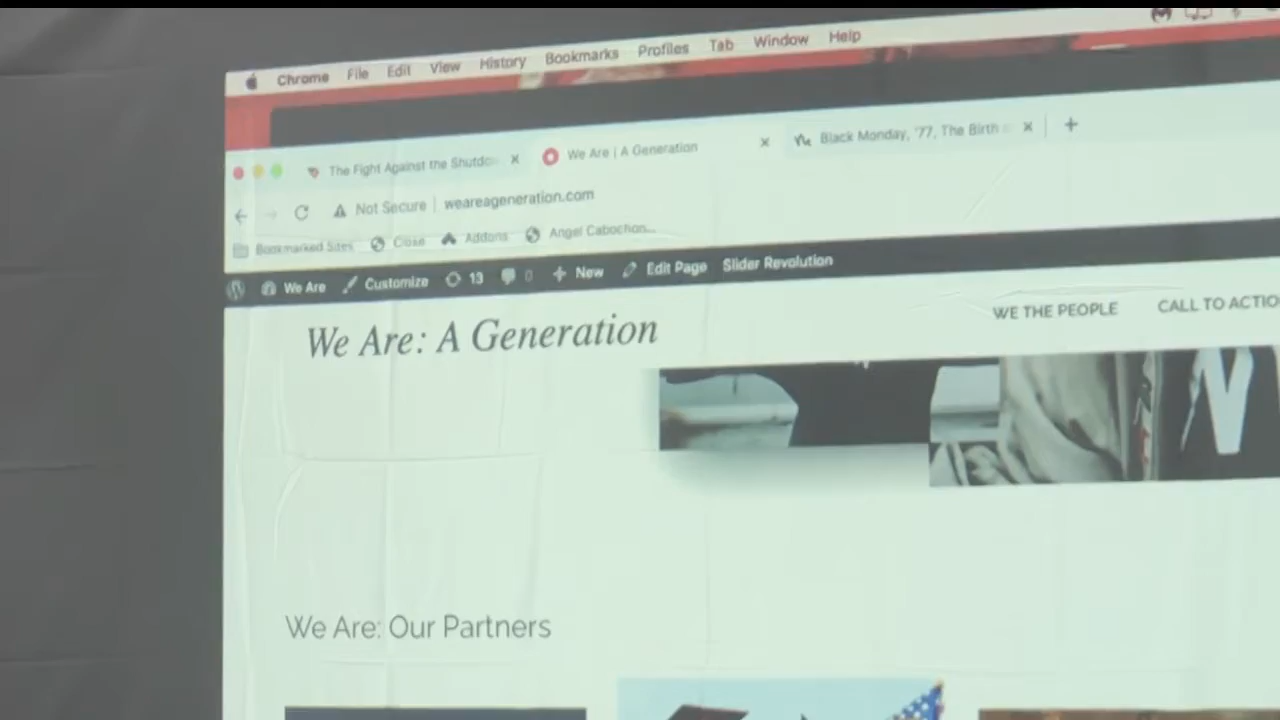 Chrome File Edit View History Bookmarks Profiles Tab Window Help
The Fight Against the Shutdo
We Are | A Generation
Black Monday, '77, The Birth
Not Secure | weareageneration.com
Bookmarked Sites Close Addons Angel Cabochon...
We Are Customize 13 0 New Edit Page Slider Revolution
We Are: A Generation
WE THE PEOPLE CALL TO ACTIO
We Are: Our Partners